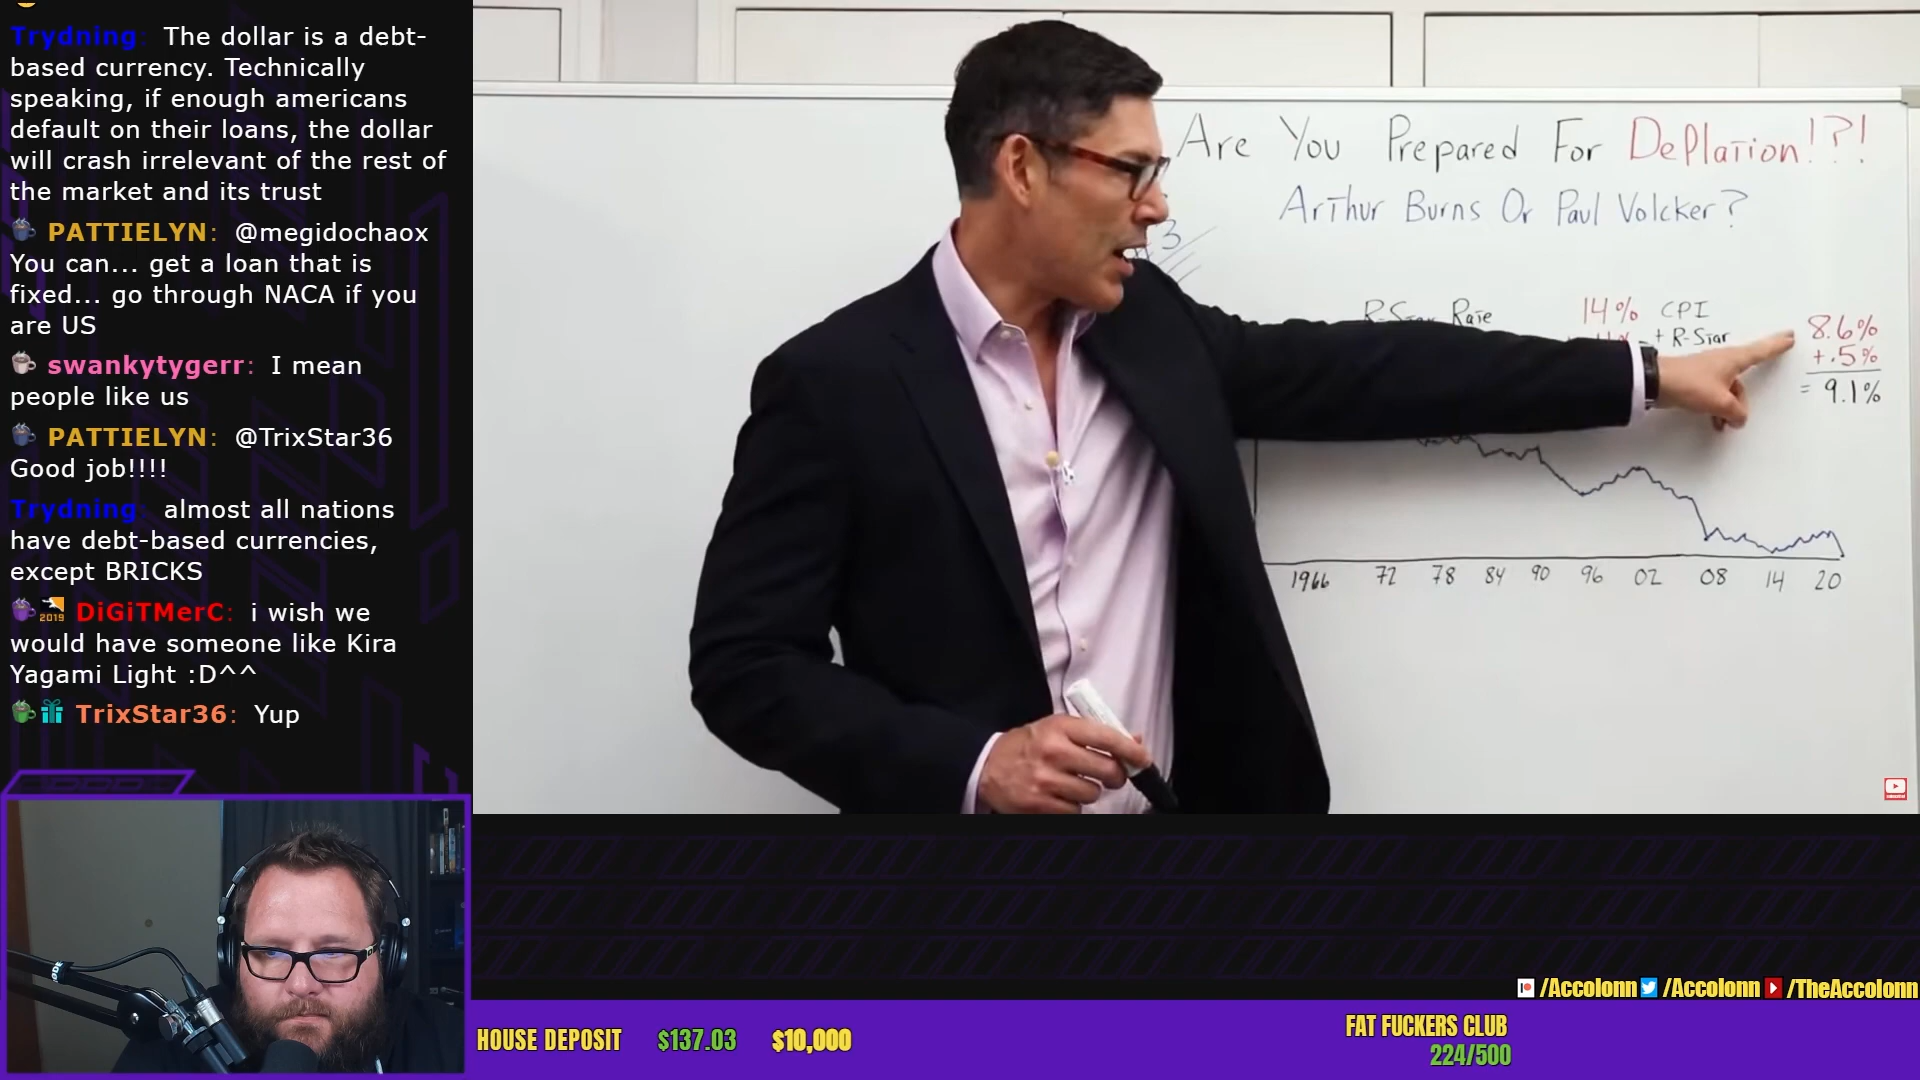 Trydning: The dollar is a debt-
based currency. Technically
speaking, if enough americans
default on their loans, the dollar
will crash irrelevant of the rest of
the market and its trust
PATTIELYN: @megidochaox
You can... get a loan that is
fixed... go through NACA if you
are US
swankytygerr: I mean
people like us
PATTIELYN: @TrixStar36
Good job!!!!
Trydning: almost all nations
have debt-based currencies,
except BRICKS
2019 DiGiTMerC: i wish we
would have someone like Kira
Yagami Light :D^^
TrixStar36: Yup
Are You Prepared For Deflation!?!
Arthur Burns Or Paul Volcker?
3
R-Star Rate
14% CPI
+ R-Star
8.6%
+.5%
= 9.1%
1966 72 78 84 90 96 02 08 14 20
/Accolonn /Accolonn /TheAccolonn
HOUSE DEPOSIT $137.03 $10,000
FAT FUCKERS CLUB
224/500